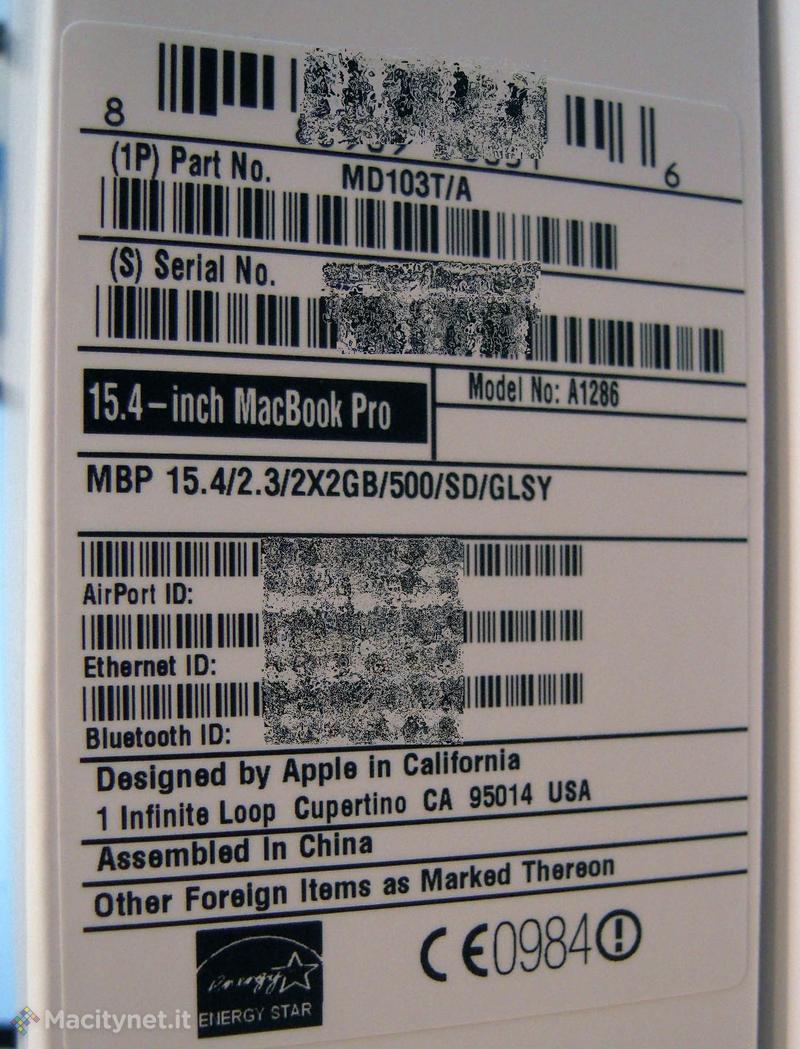 8 6
(1P) Part No. MD103T/A
(S) Serial No.
15.4-inch MacBook Pro
Model No: A1286
MBP 15.4/2.3/2X2GB/500/SD/GLSY
AirPort ID:
Ethernet ID:
Bluetooth ID:
Designed by Apple in California
1 Infinite Loop Cupertino CA 95014 USA
Assembled In China
Other Foreign Items as Marked Thereon
CE0984
energy
ENERGY STAR
Macitynet.it